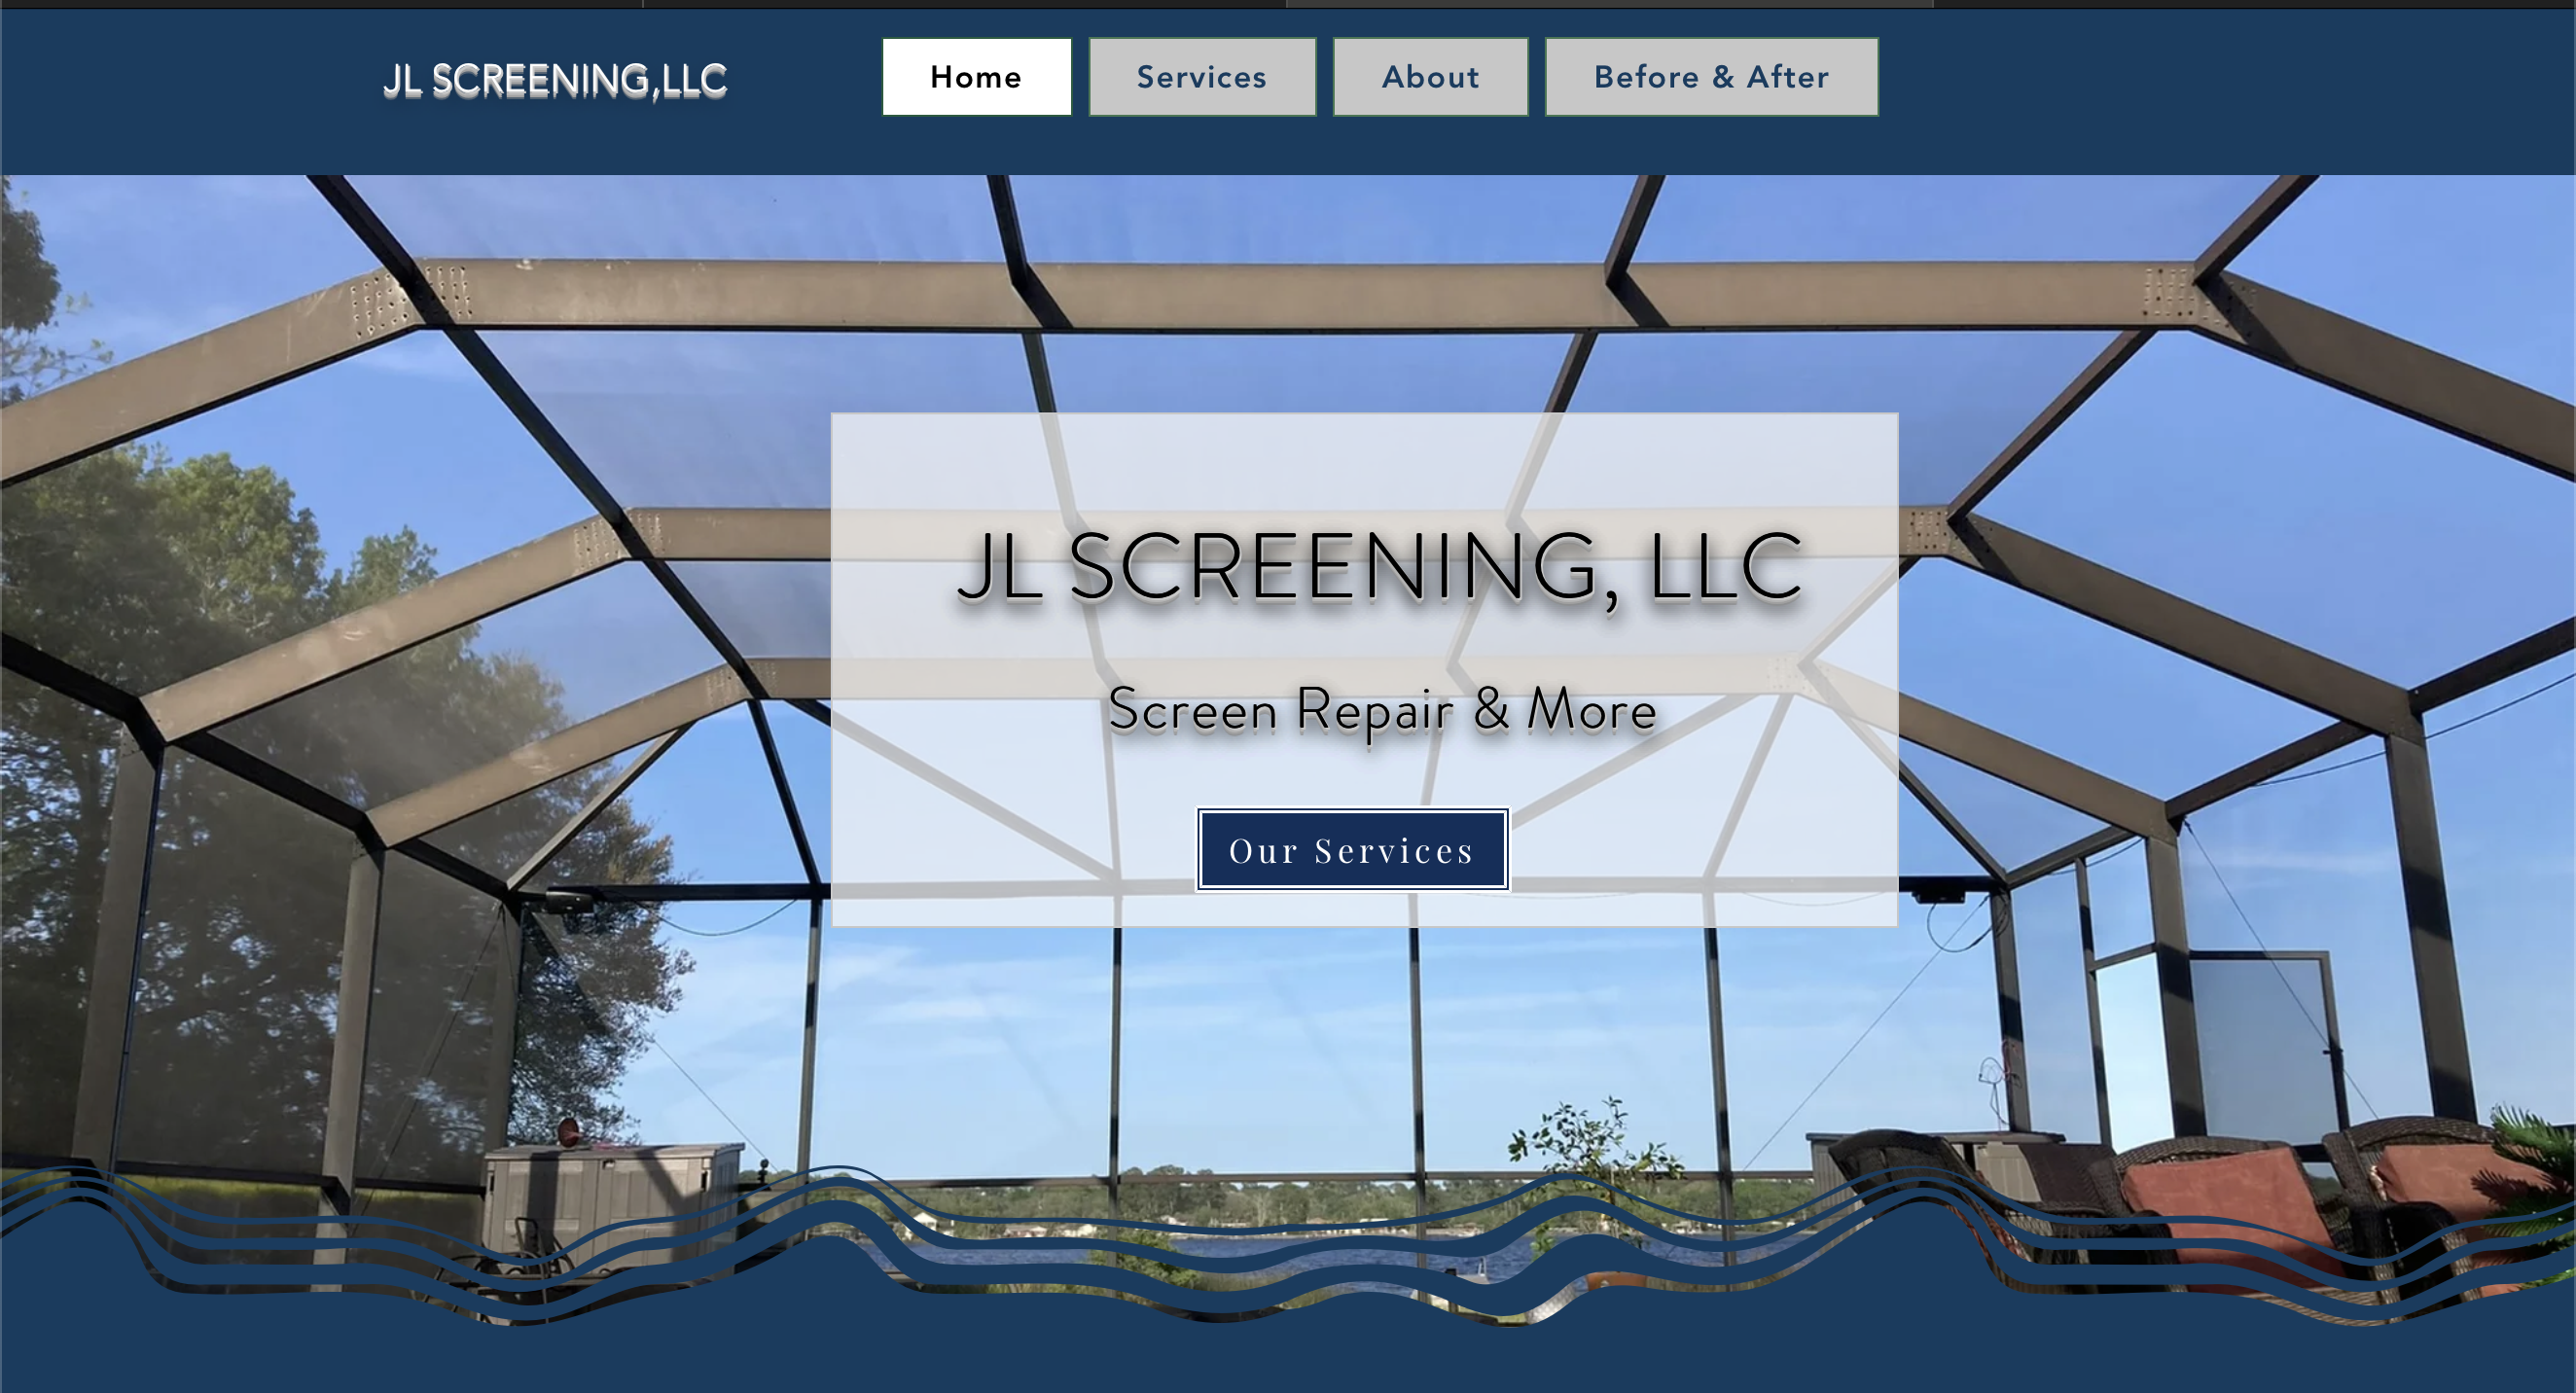 JL SCREENING,LLC
Home
Services
About
Before & After
JL SCREENING, LLC
Screen Repair & More
Our Services